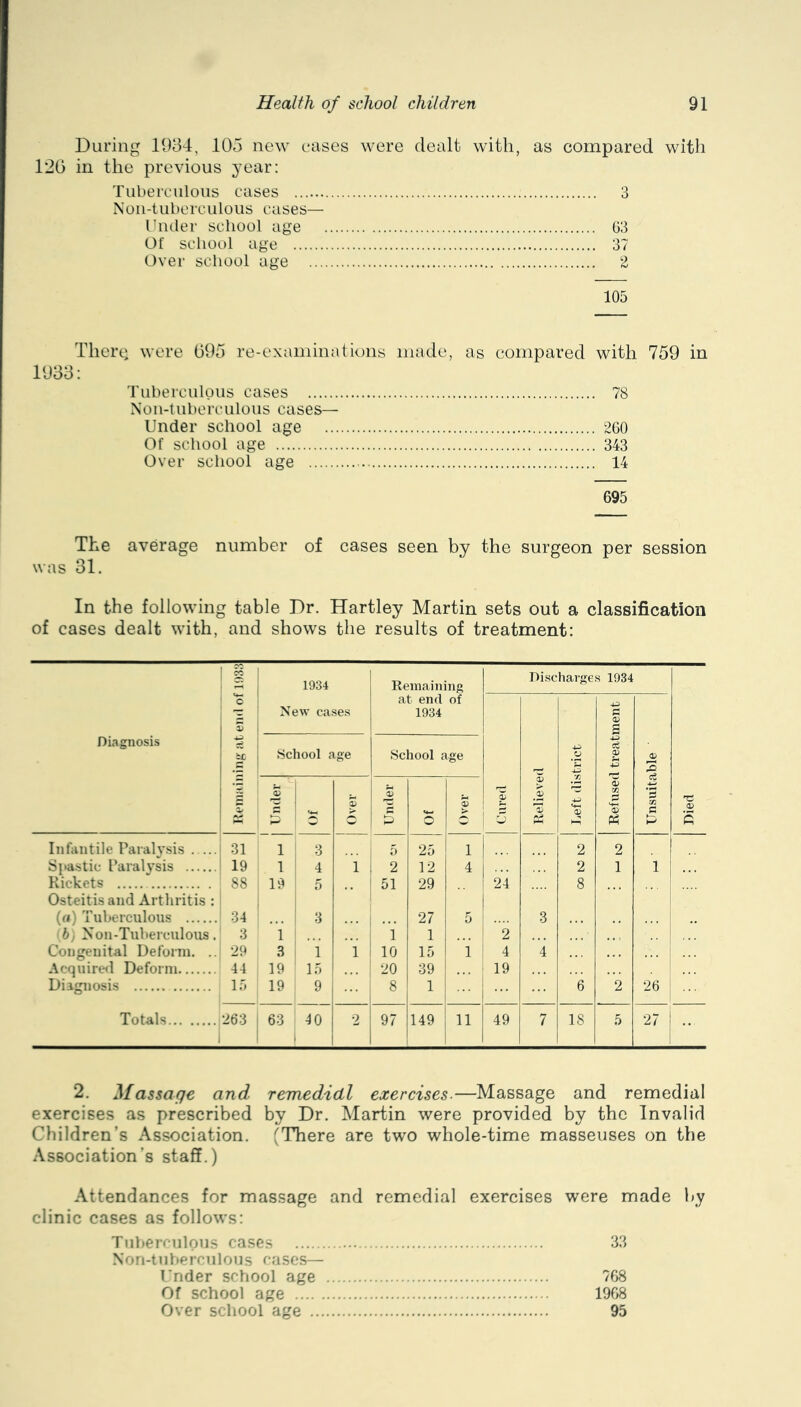 Health of school children 91
During 1934, 105 new cases were dealt with, as compared with
126 in the previous year:
Tuberculous cases ..... 3
Non-tuberculous cases—
Under school age ..... 63
Of school age ..... 37
Over school age ..... 2
105
There were 695 re-examinations made, as compared with 759 in
1933:
Tuberculous cases ..... 78
Non-tuberculous cases—
Under school age ..... 260
Of school age ..... 343
Over school age ..... 14
695
The average number of cases seen by the surgeon per session
was 31.
In the following table Dr. Hartley Martin sets out a classification
of cases dealt with, and shows the results of treatment:
Diagnosis | Remaining at end of 1933 | 1934 New cases | Remaining at end of 1934 | Discharges 1934 | Died
School age | School age | Cured | Relieved | Left district | Refused treatment | Unsuitable
Under | Of | Over | Under | Of | Over
Infantile Paralysis ..... 31 | 1 | 3 | ... | 5 | 25 | 1 | ... | ... | 2 | 2 | . | ..
Spastic Paralysis ...... 19 | 1 | 4 | 1 | 2 | 12 | 4 | ... | ... | 2 | 1 | 1 | ...
Rickets ..... 88 | 19 | 5 | .. | 51 | 29 | .. | 24 | .... | 8 | ... | ... | ....
Osteitis and Arthritis :
(a) Tuberculous ...... 34 | ... | 3 | ... | ... | 27 | 5 | .... | 3 | ... | .. | ... | ..
(b) Non-Tuberculous. 3 | 1 | ... | ... | 1 | 1 | ... | 2 | ... | ... | ... | .. | ...
Congenital Deform. .. 29 | 3 | 1 | 1 | 10 | 15 | 1 | 4 | 4 | ... | ... | ... | ...
Acquired Deform....... 44 | 19 | 15 | ... | 20 | 39 | ... | 19 | ... | ... | ... | . | ...
Diagnosis ..... 15 | 19 | 9 | ... | 8 | 1 | ... | ... | ... | 6 | 2 | 26 | ...
Totals... ..... 263 | 63 | 40 | 2 | 97 | 149 | 11 | 49 | 7 | 18 | 5 | 27 | ..
2. Massage and remedial exercises.—Massage and remedial
exercises as prescribed by Dr. Martin were provided by the Invalid
Children's Association. (There are two whole-time masseuses on the
Association's staff.)
Attendances for massage and remedial exercises were made by
clinic cases as follows:
Tuberculous cases ..... 33
Non-tuberculous cases—
Under school age ..... 768
Of school age ..... 1968
Over school age ..... 95